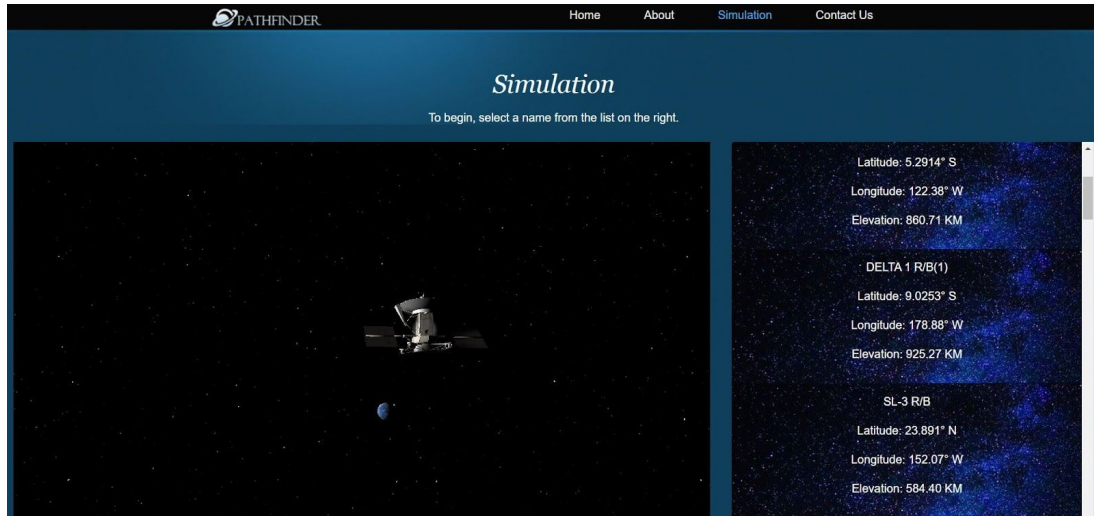 PATHFINDER
Home About Simulation Contact Us
Simulation
To begin, select a name from the list on the right.
Latitude: 5.2914° S
Longitude: 122.38° W
Elevation: 860.71 KM
DELTA 1 R/B(1)
Latitude: 9.0253° S
Longitude: 178.88° W
Elevation: 925.27 KM
SL-3 R/B
Latitude: 23.891° N
Longitude: 152.07° W
Elevation: 584.40 KM